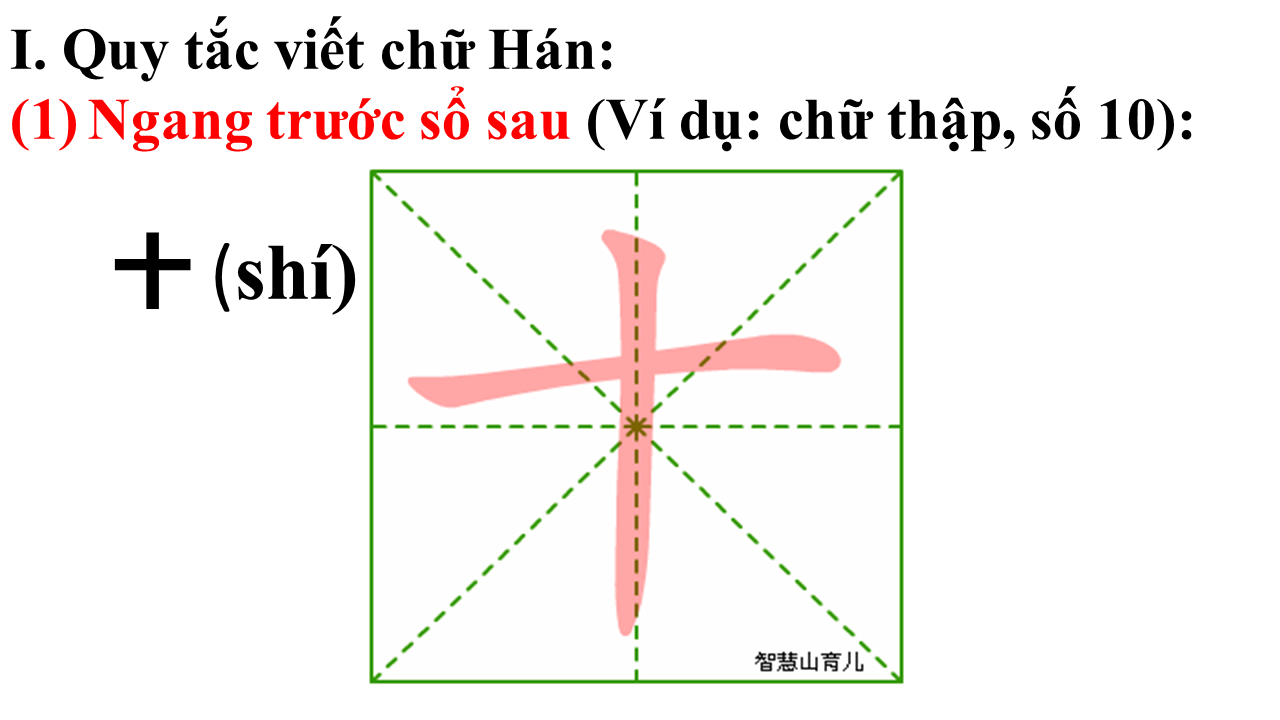 I. Quy tắc viết chữ Hán:
(1) Ngang trước sổ sau (Ví dụ: chữ thập, số 10):
十 (shí)
十
智慧山育儿